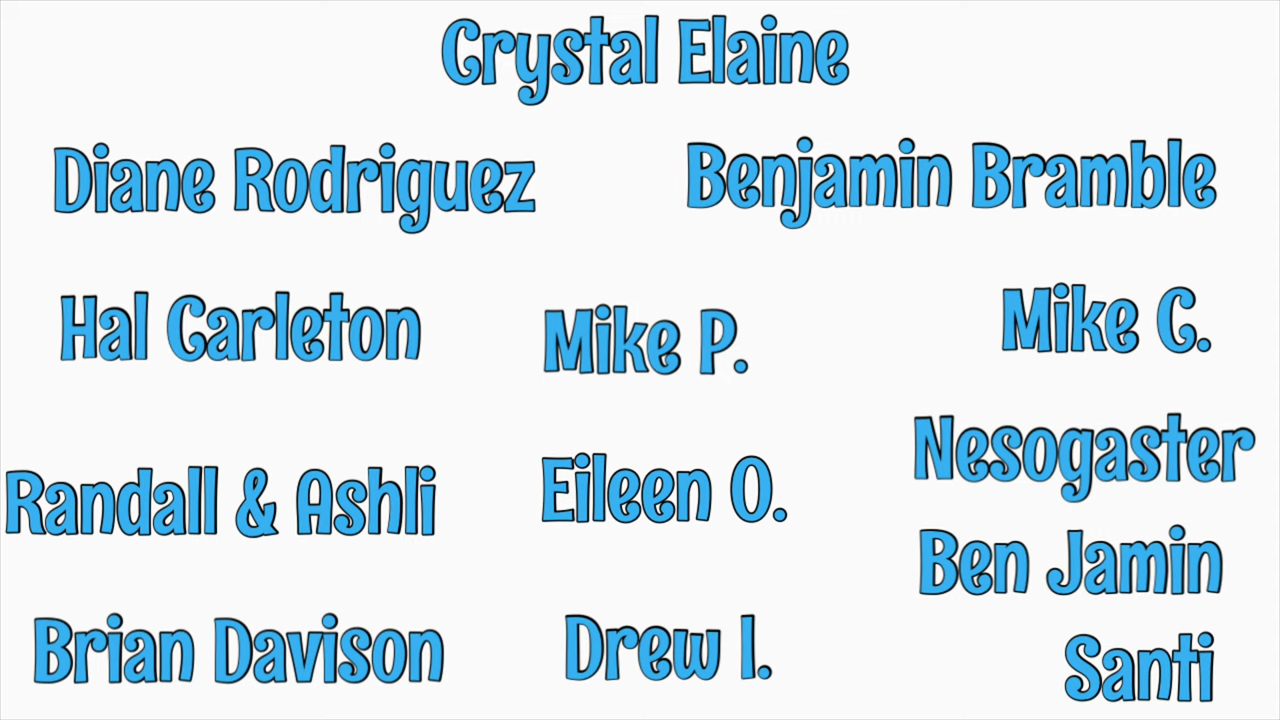 Crystal Elaine
Diane Rodriguez
Benjamin Bramble
Hal Carleton
Mike P.
Mike C.
Nesogaster
Randall & Ashli
Eileen O.
Ben Jamin
Brian Davison
Drew I.
Santi